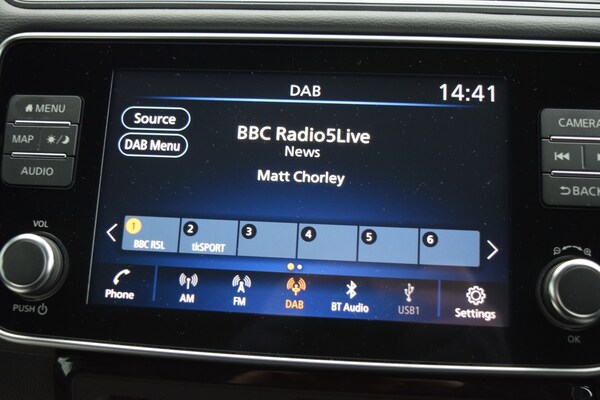 DAB
14:41
MENU
MAP
AUDIO
VOL
PUSH
Source
DAB Menu
BBC Radio5Live
News
Matt Chorley
1
BBC R5L
2
tlkSPORT
3
4
5
6
Phone
AM
FM
DAB
BT Audio
USB1
Settings
CAMERA
BACK
OK